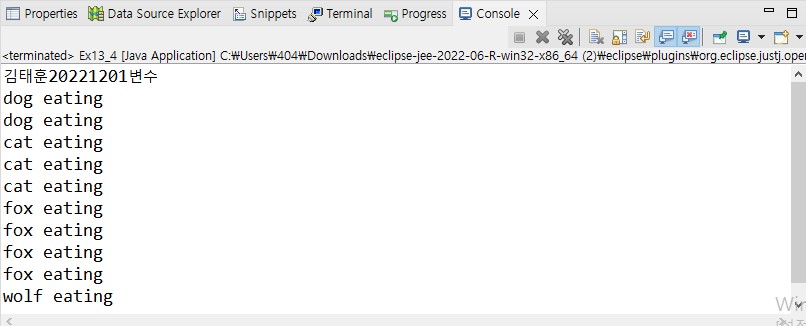 Properties Data Source Explorer Snippets Terminal Progress Console
<terminated> Ex13_4 [Java Application] C:₩Users₩404₩Downloads₩eclipse-jee-2022-06-R-win32-x86_64 (2)₩eclipse₩plugins₩org.eclipse.justj.oper
김태훈20221201변수
dog eating
dog eating
cat eating
cat eating
cat eating
fox eating
fox eating
fox eating
fox eating
wolf eating
Win